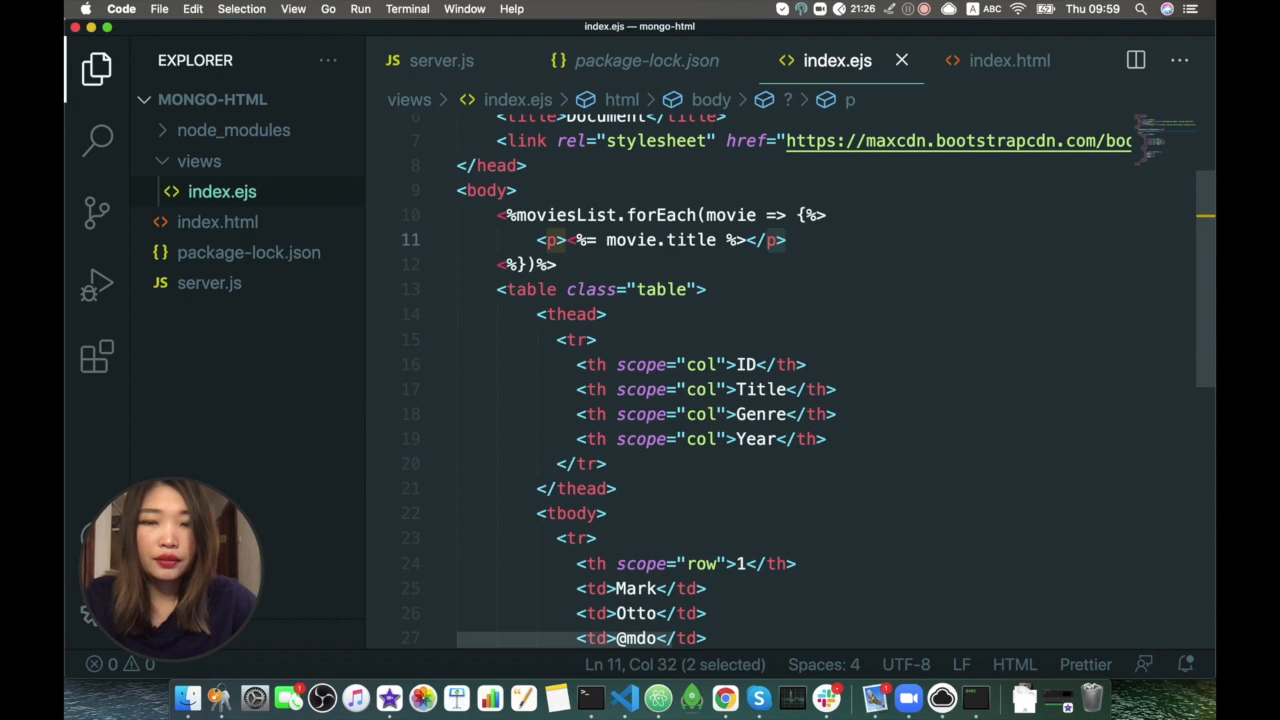 Code File Edit Selection View Go Run Terminal Window Help 21:26 A ABC Thu 09:59
index.ejs — mongo-html
EXPLORER
MONGO-HTML
node_modules
views
index.ejs
index.html
package-lock.json
server.js
JS server.js {} package-lock.json <> index.ejs <> index.html
views > <> index.ejs > html > body > ? > p
6 <title>Document</title>
7 <link rel="stylesheet" href="https://maxcdn.bootstrapcdn.com/boo
8 </head>
9 <body>
10 <%moviesList.forEach(movie => {%>
11 <p><%= movie.title %></p>
12 <%})%>
13 <table class="table">
14 <thead>
15 <tr>
16 <th scope="col">ID</th>
17 <th scope="col">Title</th>
18 <th scope="col">Genre</th>
19 <th scope="col">Year</th>
20 </tr>
21 </thead>
22 <tbody>
23 <tr>
24 <th scope="row">1</th>
25 <td>Mark</td>
26 <td>Otto</td>
27 <td>@mdo</td>
0 0 Ln 11, Col 32 (2 selected) Spaces: 4 UTF-8 LF HTML Prettier